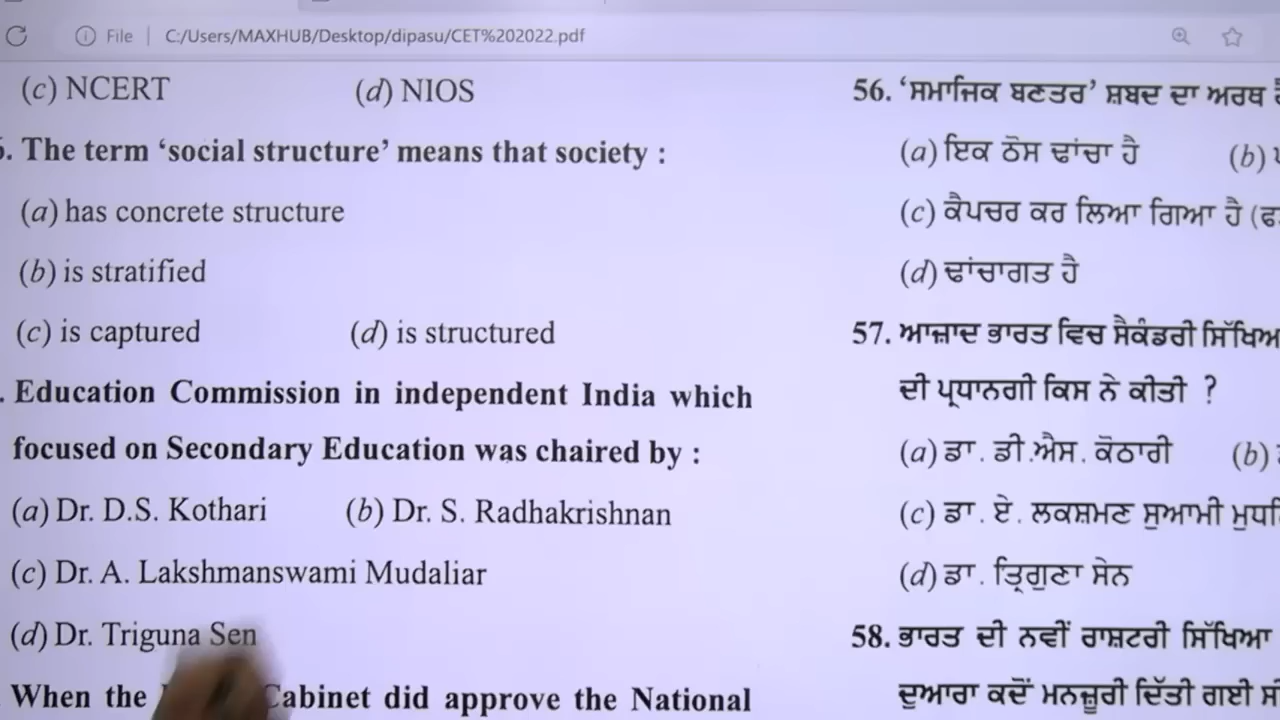 File | C:/Users/MAXHUB/Desktop/dipasu/CET%202022.pdf
(c) NCERT (d) NIOS
. The term ‘social structure’ means that society :
(a) has concrete structure
(b) is stratified
(c) is captured (d) is structured
. Education Commission in independent India which
focused on Secondary Education was chaired by :
(a) Dr. D.S. Kothari (b) Dr. S. Radhakrishnan
(c) Dr. A. Lakshmanswami Mudaliar
(d) Dr. Triguna Sen
When the Cabinet did approve the National
56. ‘ਸਮਾਜਿਕ ਬਣਤਰ’ ਸ਼ਬਦ ਦਾ ਅਰਥ
(a) ਇਕ ਠੋਸ ਢਾਂਚਾ ਹੈ (b)
(c) ਕੈਪਚਰ ਕਰ ਲਿਆ ਗਿਆ ਹੈ
(d) ਢਾਂਚਾਗਤ ਹੈ
57. ਆਜ਼ਾਦ ਭਾਰਤ ਵਿਚ ਸੈਕੰਡਰੀ ਸਿੱਖਿਆ
ਦੀ ਪ੍ਰਧਾਨਗੀ ਕਿਸ ਨੇ ਕੀਤੀ ?
(a) ਡਾ. ਡੀ.ਐਸ. ਕੋਠਾਰੀ (b)
(c) ਡਾ. ਏ. ਲਕਸ਼ਮਣ ਸੁਆਮੀ
(d) ਡਾ. ਤ੍ਰਿਗੁਣਾ ਸੇਨ
58. ਭਾਰਤ ਦੀ ਨਵੀਂ ਰਾਸ਼ਟਰੀ ਸਿੱਖਿਆ
ਦੁਆਰਾ ਕਦੋਂ ਮਨਜ਼ੂਰੀ ਦਿੱਤੀ ਗਈ ਸੀ